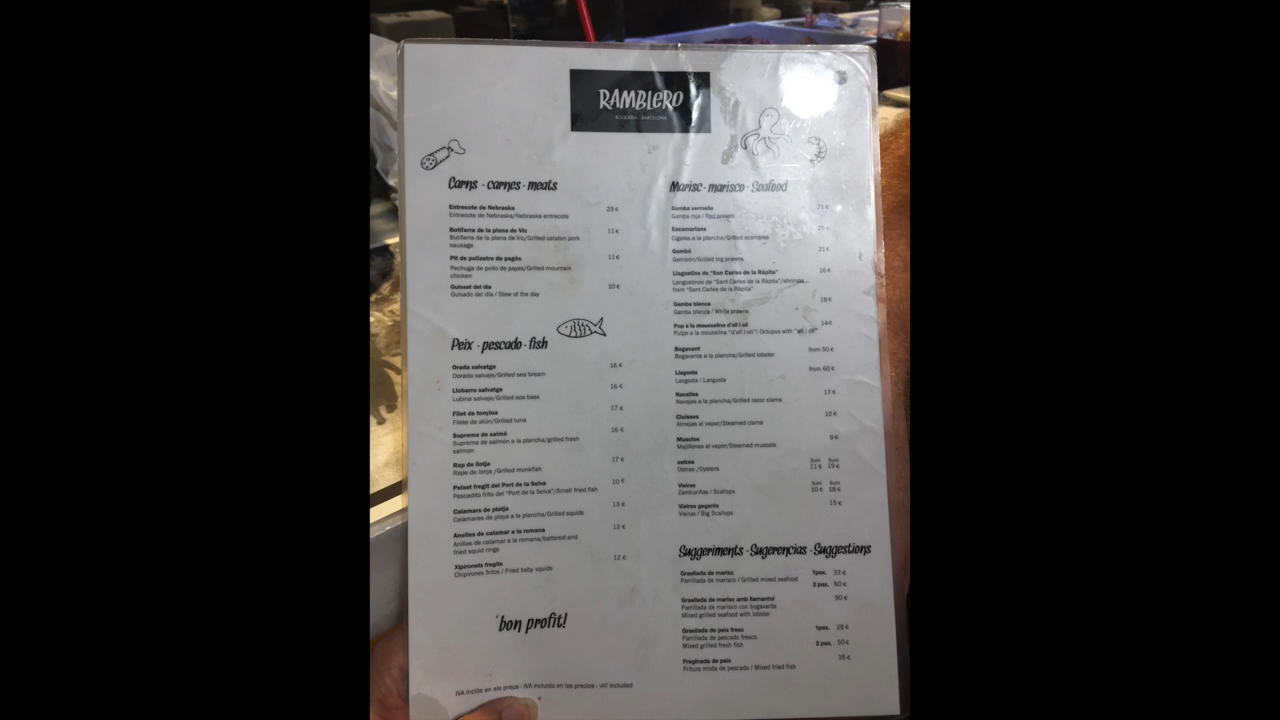 RAMBLERO
BOQUERIA · BARCELONA
Carns · carnes · meats
Entrecote de Nebraska 23 €
Entrecote de Nebraska/Nebraska entrecote
Botifarra de la plana de Vic 11 €
Butifarra de la plana de Vic/Grilled catalan pork
sausage
Pit de pollastre de pagès 11 €
Pechuga de pollo de payes/Grilled mountain
chicken
Guisat del dia 10 €
Guisado del día / Stew of the day
Peix · pescado · fish
Orada salvatge 16 €
Dorada salvaje/Grilled sea bream
Llobarro salvatge 16 €
Lubina salvaje/Grilled sea bass
Filet de tonyina 17 €
Filete de atún/Grilled tuna
Suprema de salmó 16 €
Suprema de salmón a la plancha/grilled fresh
salmon
Rap de llotja 17 €
Rape de lonja /Grilled monkfish
Peixet fregit del Port de la Selva 10 €
Pescadito frito del "Port de la Selva"/Small fried fish
Calamars de platja 13 €
Calamares de playa a la plancha/Grilled squids
Anelles de calamar a la romana 13 €
Anillas de calamar a la romana/battered and
fried squid rings
Xipironets fregits 12 €
Chipirones fritos / Fried baby squids
'bon profit!
IVA inclòs en els preus - IVA incluido en los precios - VAT included
Marisc · marisco · Seafood
Gamba vermella 21 €
Gamba roja / Red prawn
Escamarlans
Cigalas a la plancha/Grilled scampies
Gambó 21 €
Gambón/Grilled big prawns
Llagostins de "San Carles de la Ràpita" 16 €
Langostinos de "Sant Carles de la Ràpita"/shrimps
from "Sant Carles de la Ràpita"
Gamba blanca 18 €
Gamba blanca / White prawns
Pop a la mousselina d'all i oli 14 €
Pulpo a la muselina "d'all i oli"/ Octopus with "all i oli"
Bogavant from 50 €
Bogavante a la plancha/Grilled lobster
Llagosta from 60 €
Langosta / Langusta
Navalles 17 €
Navajas a la plancha/Grilled razor clams
Cloïsses 12 €
Almejas al vapor/Steamed clams
Musclos 9 €
Mejillones al vapor/Steamed mussels
ostres 3um 6um
Ostras /Oysters 11 € 19 €
Vieires 3um 6um
Zamburiñas / Scallops 10 € 18 €
Vieires gegants 15 €
Vieiras / Big Scallops
Suggeriments · Sugerencias · Suggestions
Graellada de marisc 1pax. 33 €
Parrillada de marisco / Grilled mixed seafood 2 pax. 60 €
Graellada de marisc amb llamantol 90 €
Parrillada de marisco con bogavante
Mixed grilled seafood with lobster
Graellada de peix fresc 1pax. 28 €
Parrillada de pescado fresco
Mixed grilled fresh fish 2 pax. 50 €
Freginada de peix 35 €
Fritura mixta de pescado / Mixed fried fish